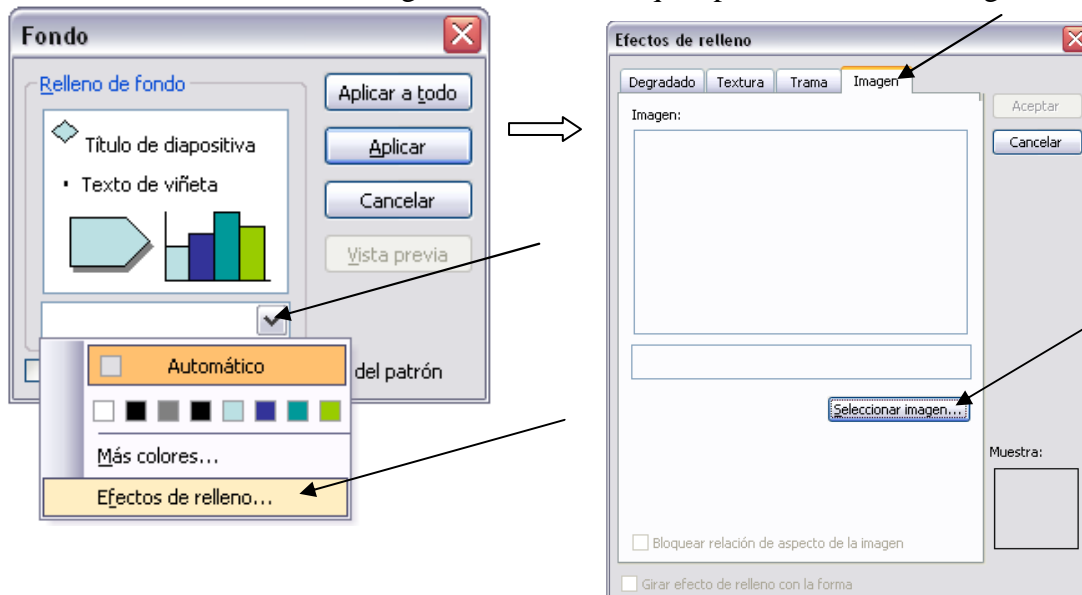 Fondo
Relleno de fondo
Título de diapositiva
Texto de viñeta
Aplicar a todo
Aplicar
Cancelar
Vista previa
del patrón
Automático
Más colores...
Efectos de relleno...
Efectos de relleno
Degradado Textura Trama Imagen
Imagen:
Aceptar
Cancelar
Seleccionar imagen...
Muestra:
Bloquear relación de aspecto de la imagen
Girar efecto de relleno con la forma